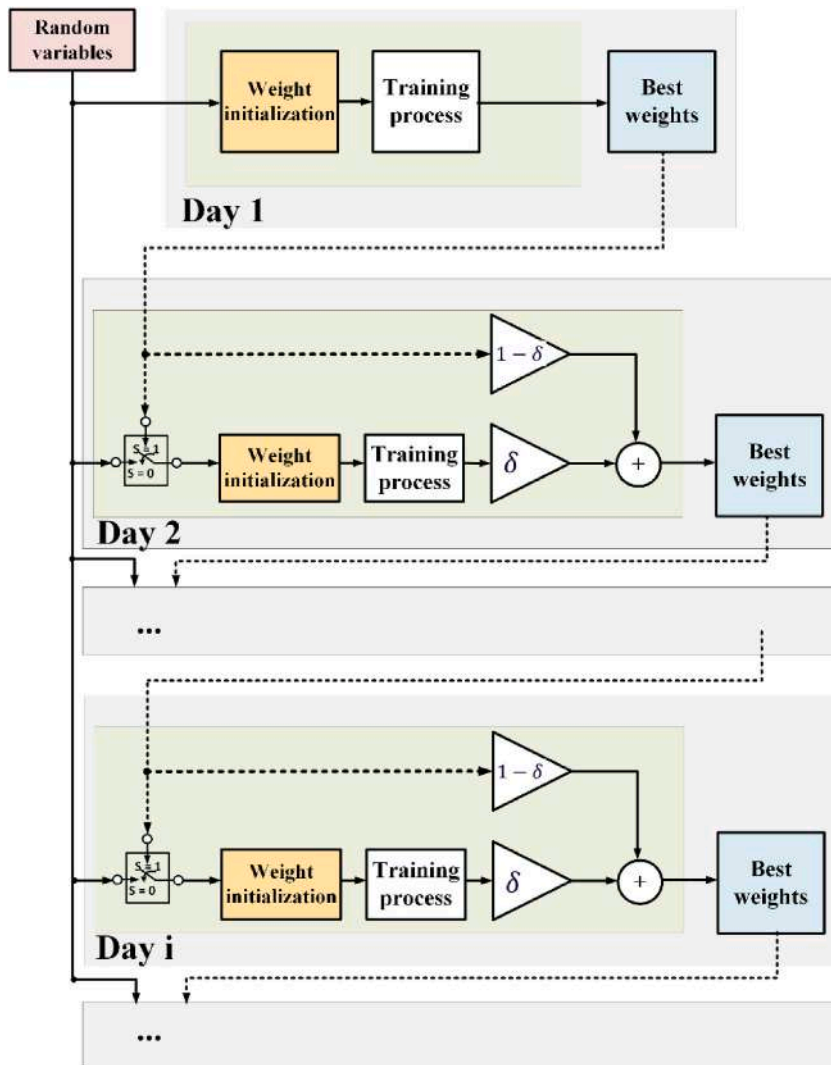 Random
variables
Weight
initialization
Training
process
Best
weights
Day 1
1 − δ
S = 1
S = 0
Weight
initialization
Training
process
δ
+
Best
weights
Day 2
...
1 − δ
S = 1
S = 0
Weight
initialization
Training
process
δ
+
Best
weights
Day i
...